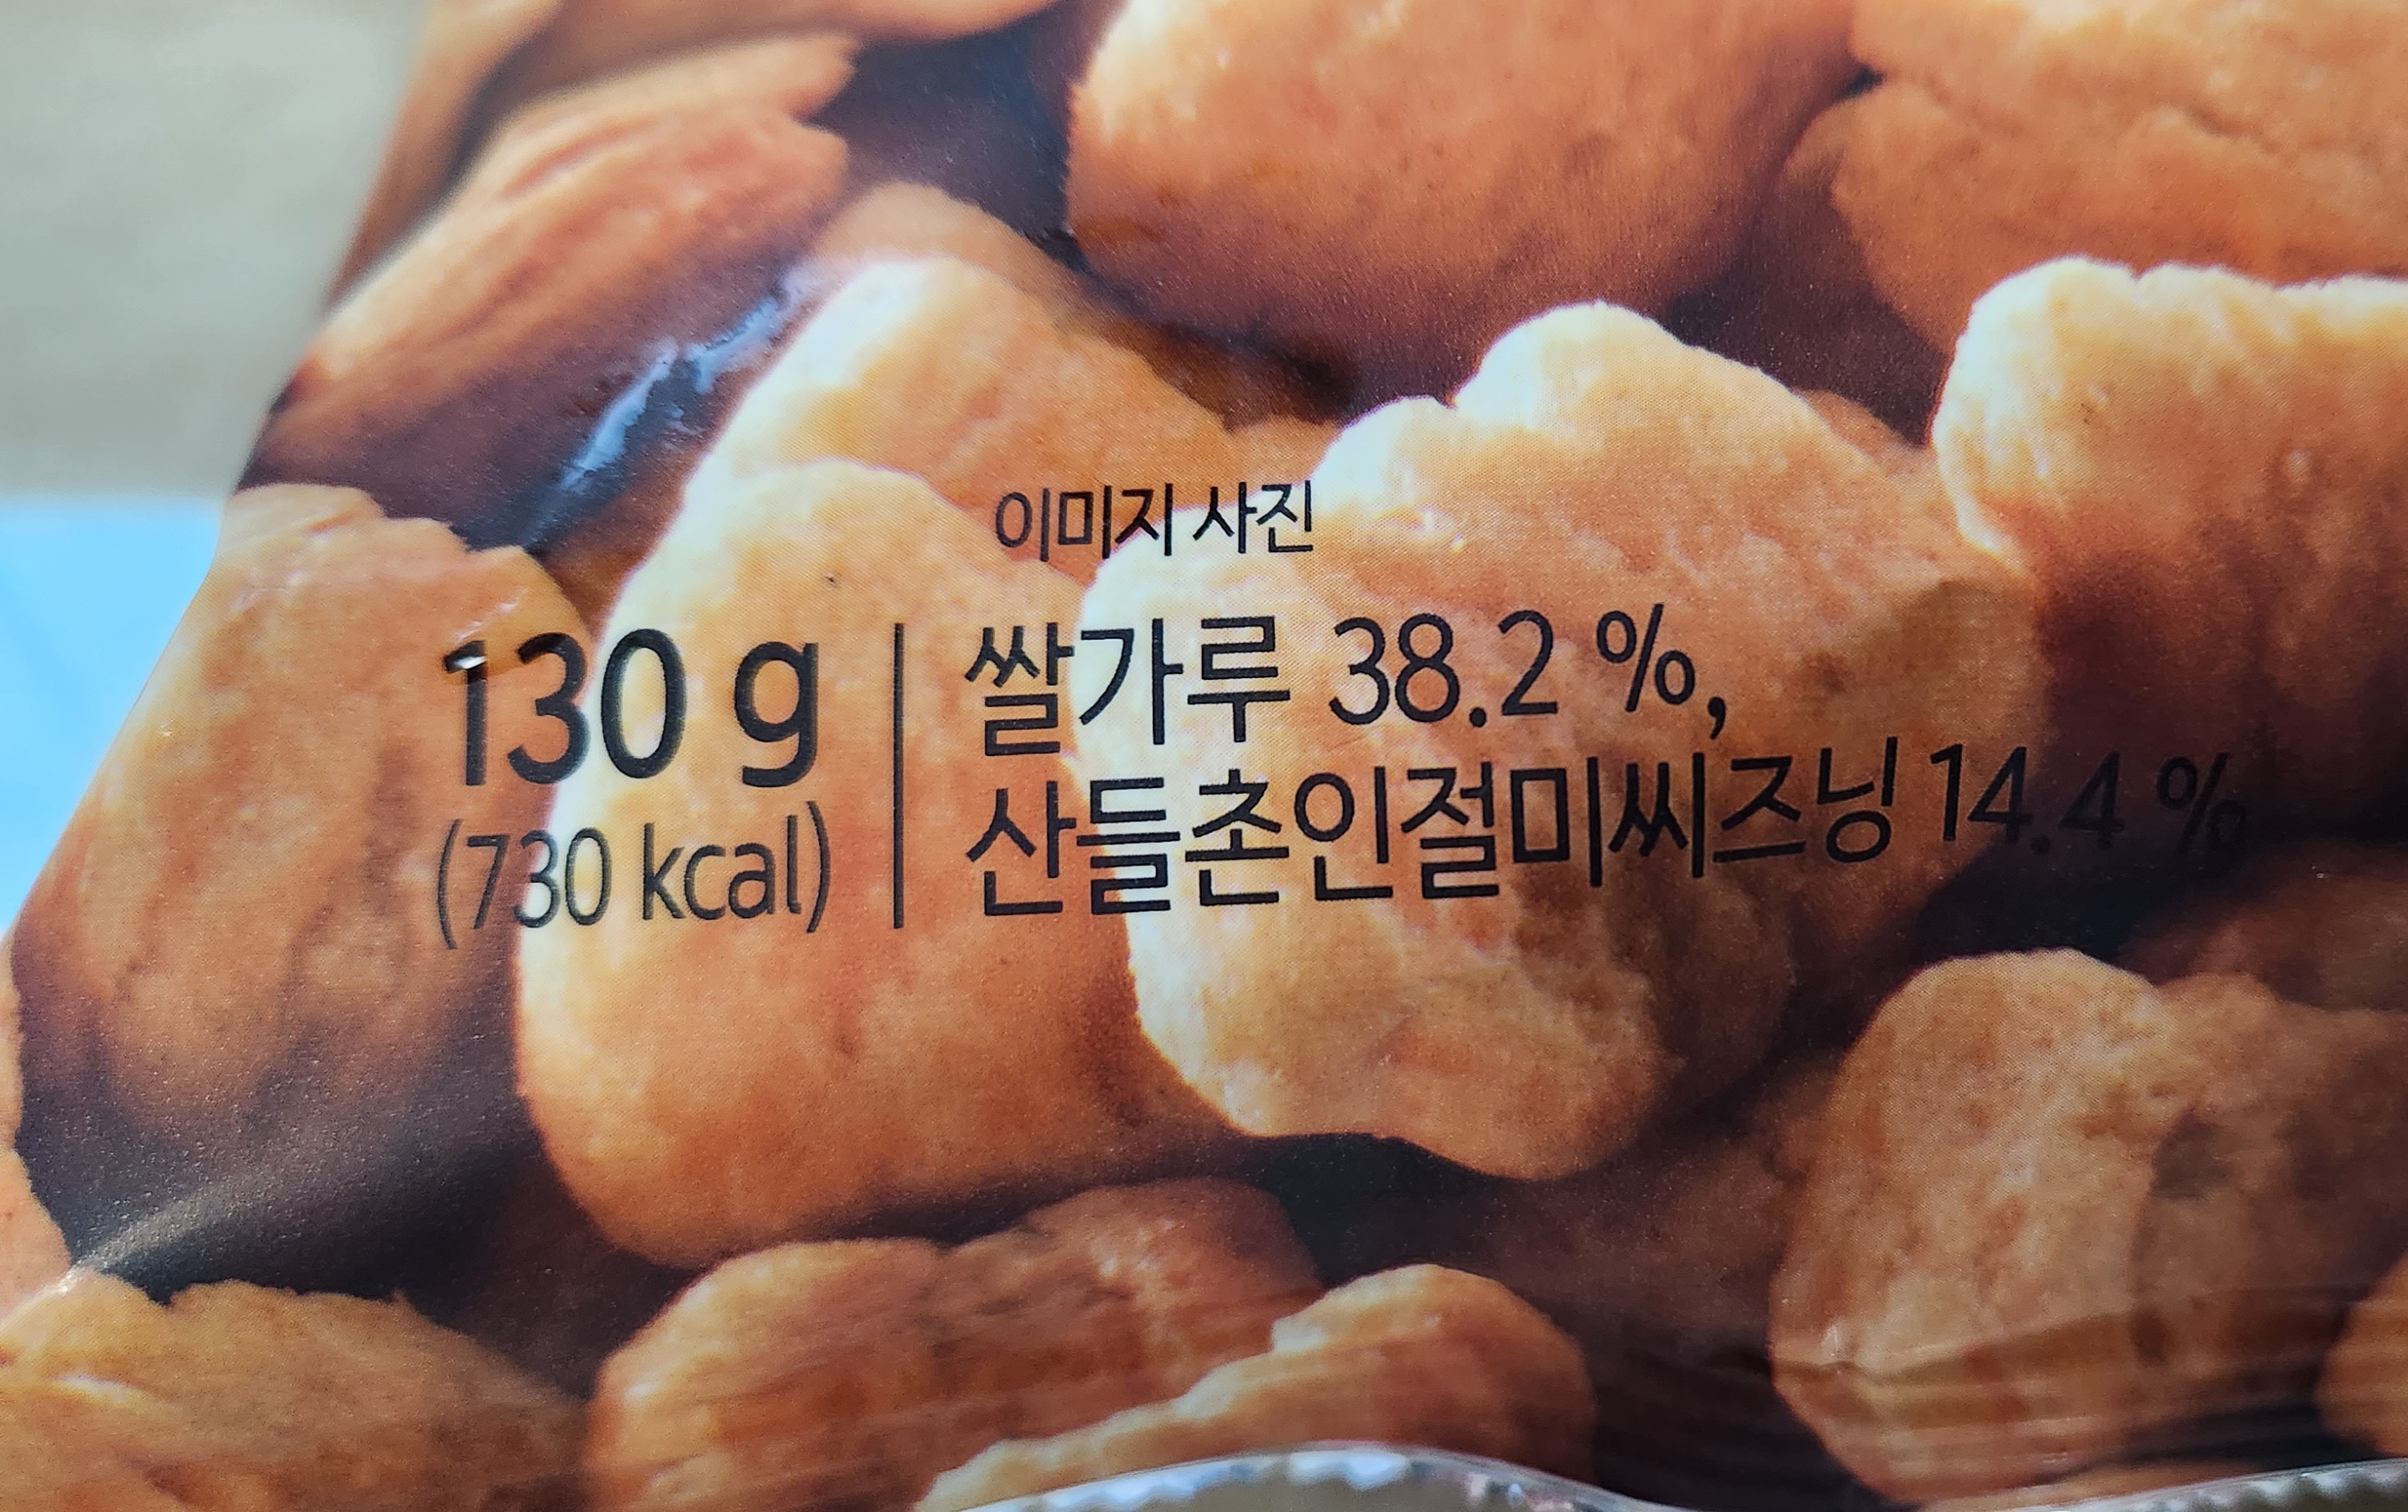 이미지 사진
130 g
(730 kcal)
쌀가루 38.2 %,
산들촌인절미씨즈닝 14.4 %